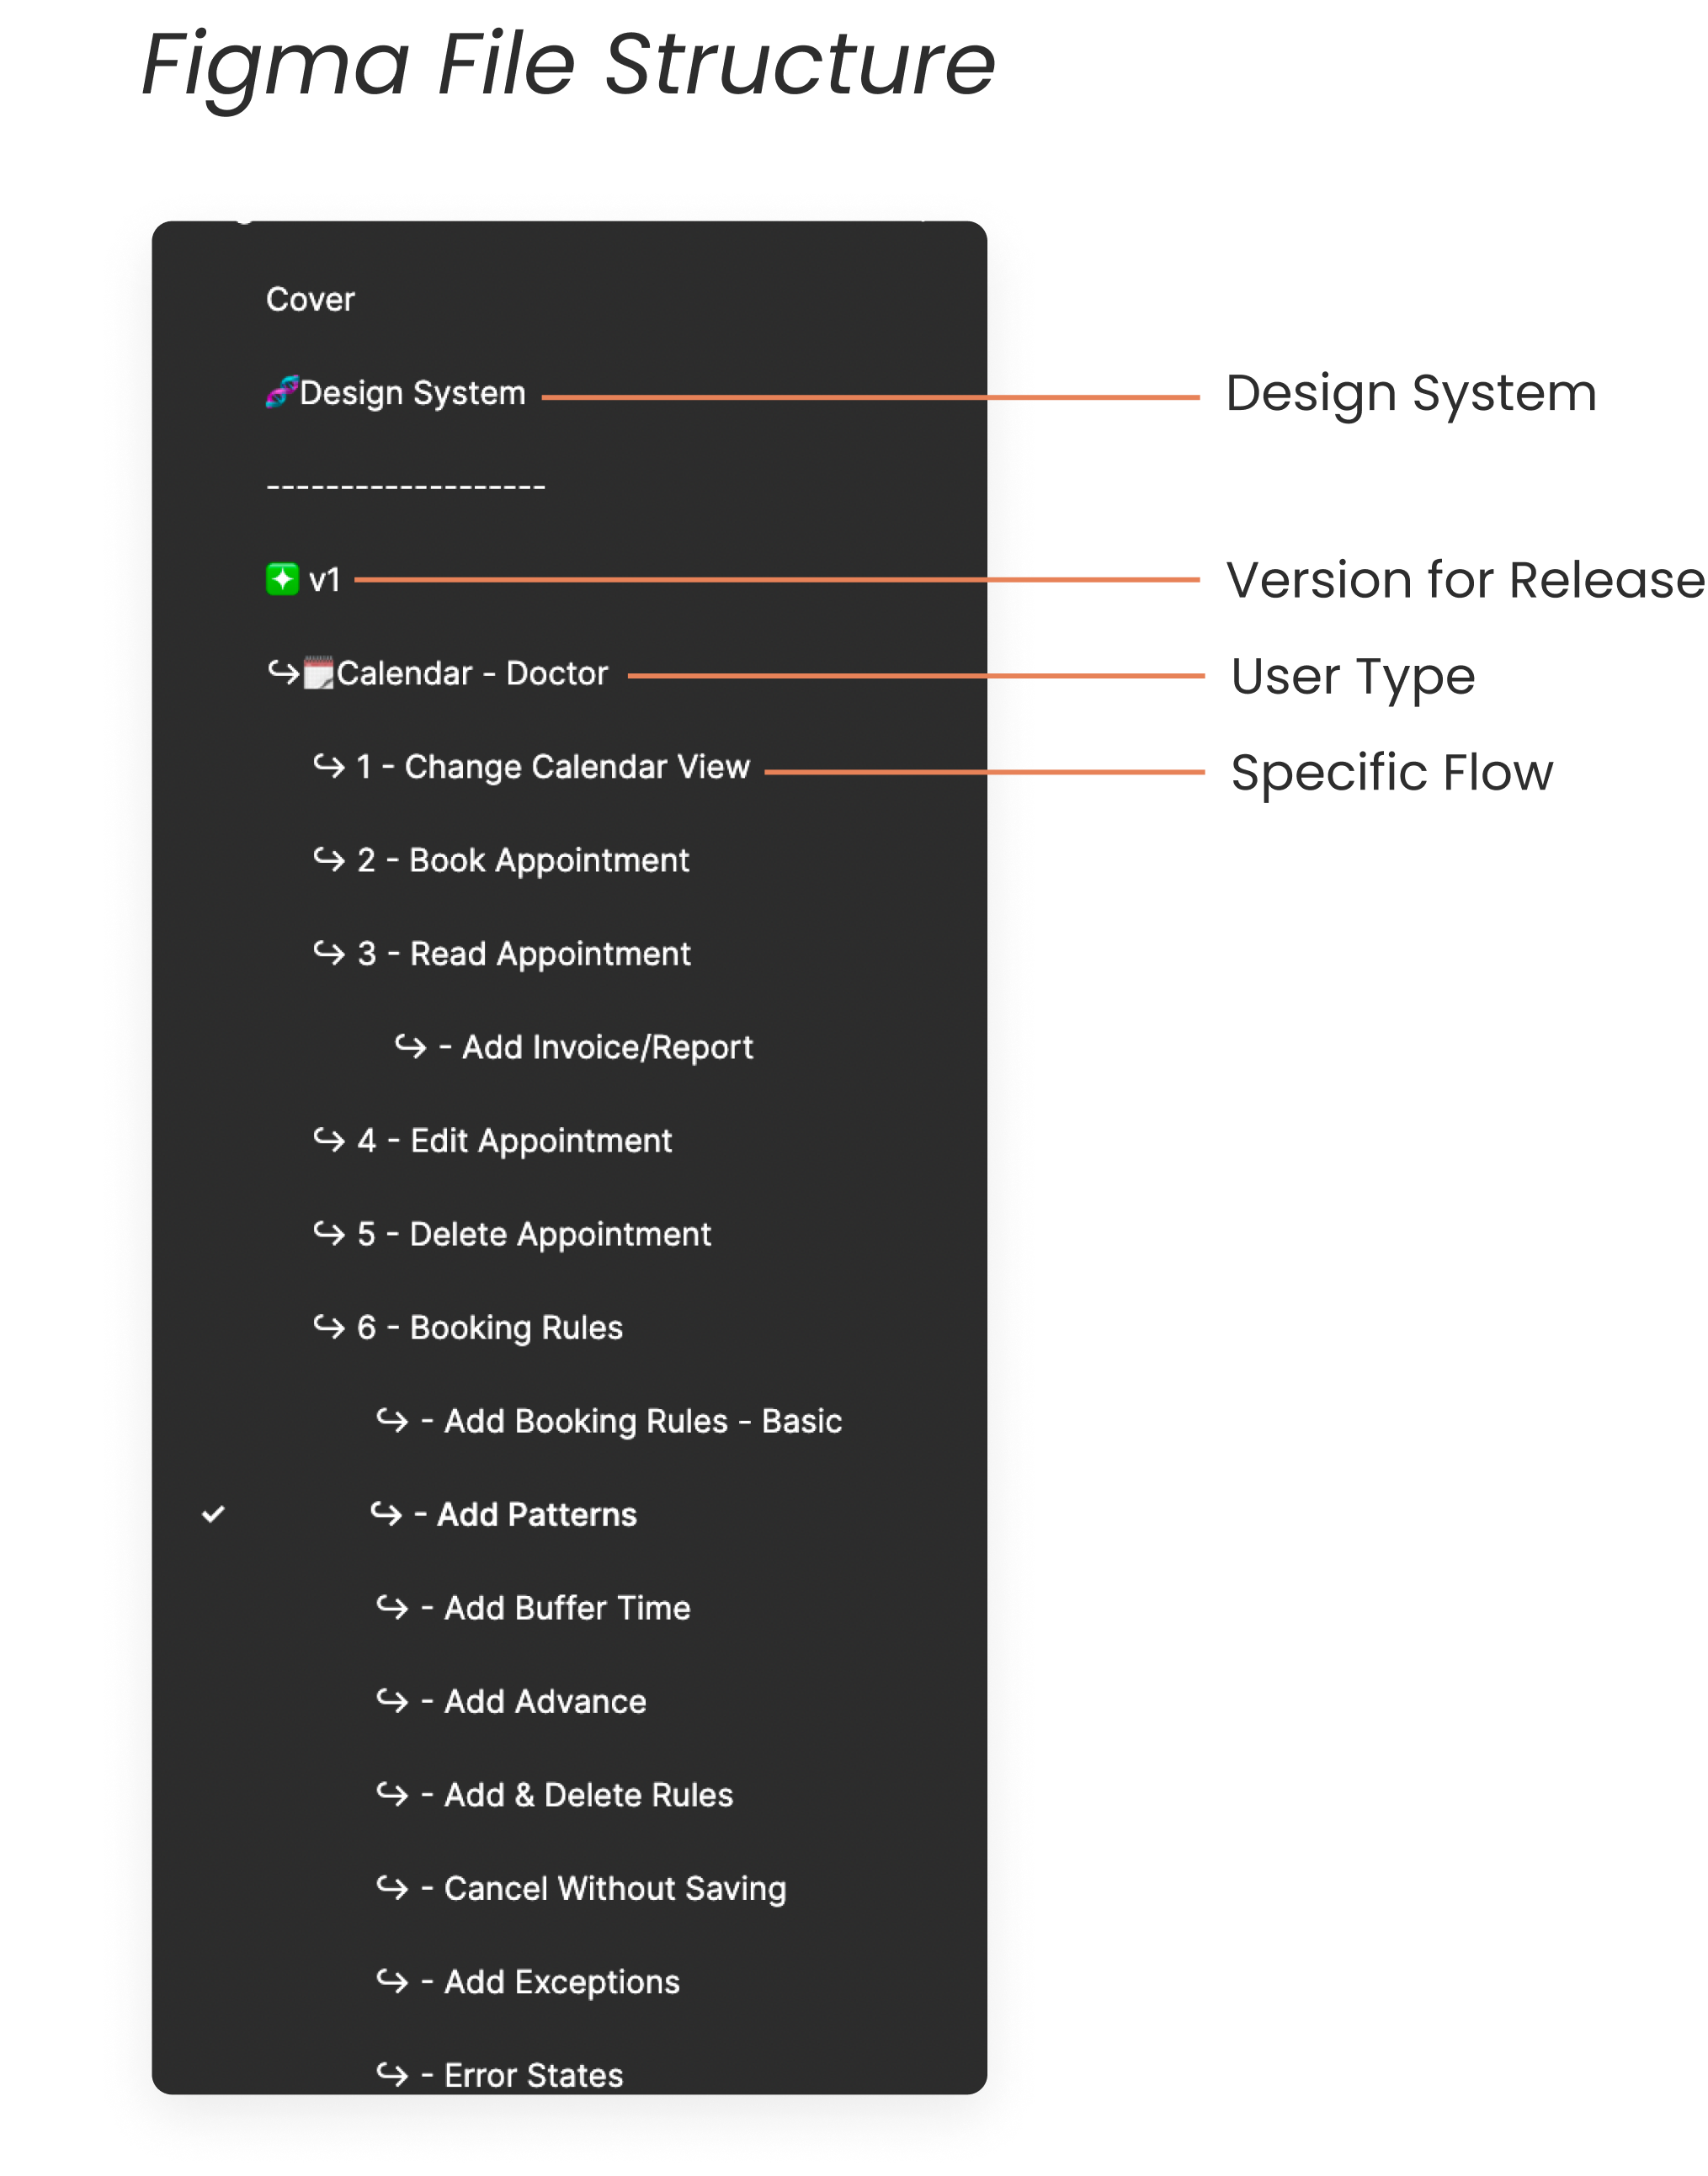 Figma File Structure
Cover
🧬Design System
Design System
-------------------
❇️ v1
Version for Release
↪🗓Calendar - Doctor
User Type
↪ 1 - Change Calendar View
Specific Flow
↪ 2 - Book Appointment
↪ 3 - Read Appointment
↪ - Add Invoice/Report
↪ 4 - Edit Appointment
↪ 5 - Delete Appointment
↪ 6 - Booking Rules
↪ - Add Booking Rules - Basic
✓ ↪ - Add Patterns
↪ - Add Buffer Time
↪ - Add Advance
↪ - Add & Delete Rules
↪ - Cancel Without Saving
↪ - Add Exceptions
↪ - Error States